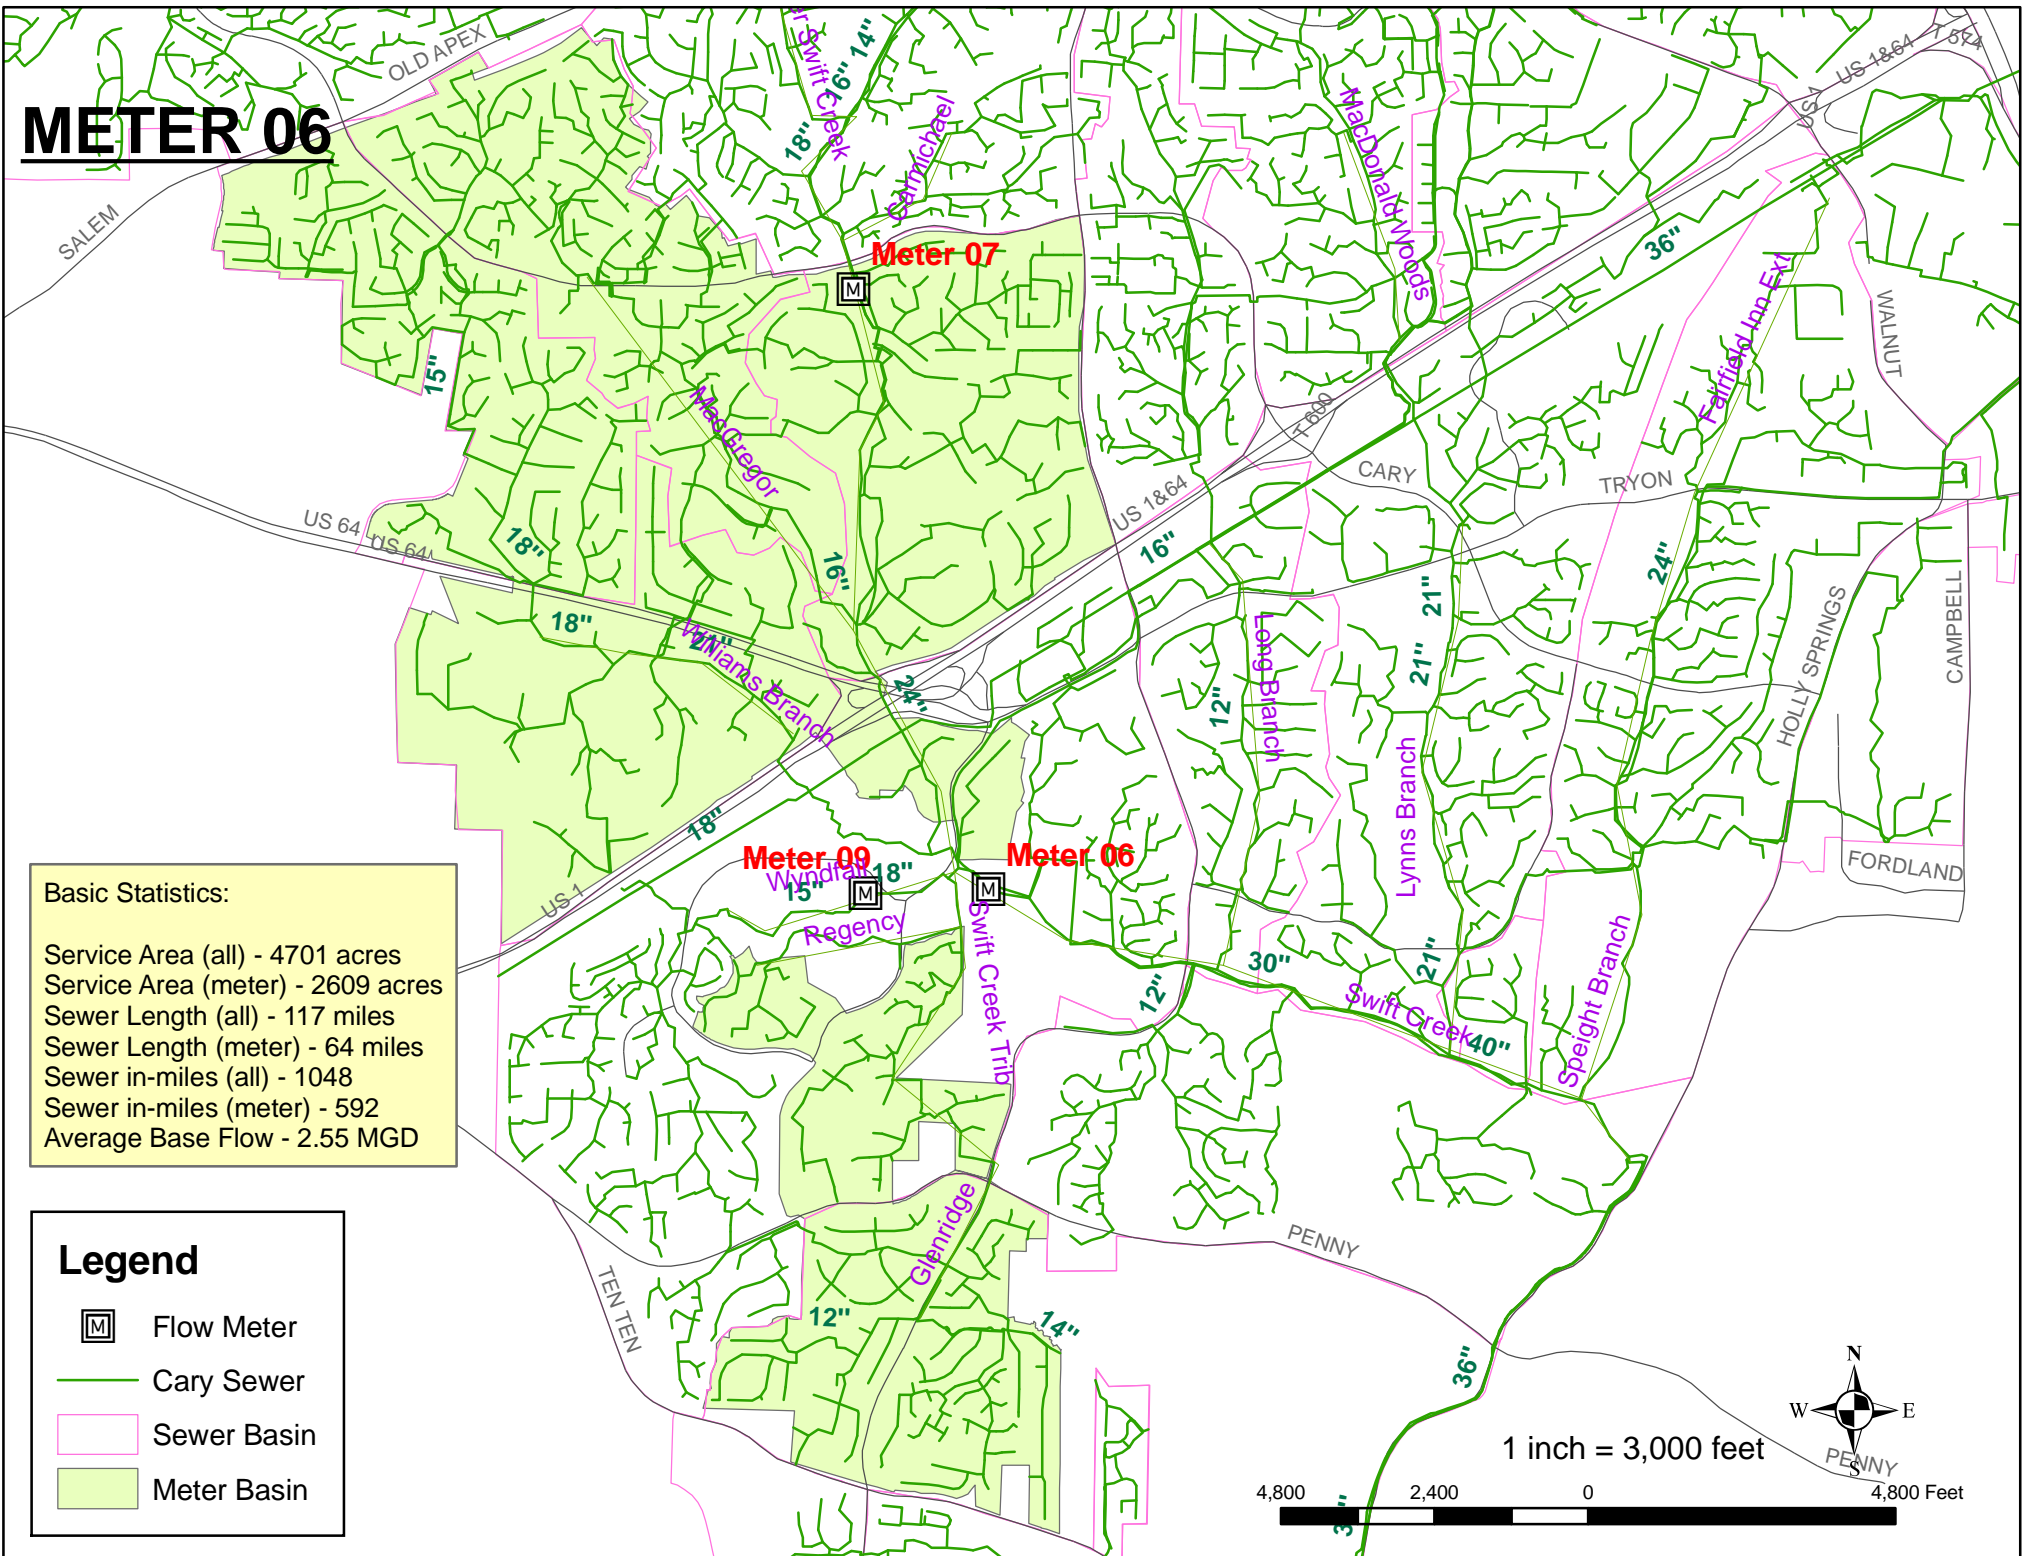 METER 06
OLD APEX
SALEM
16"
14"
18"
Carmichael
MacDonald Woods
US 1&64
T 574
US 1
36"
Meter 07
M
Fairfield Inn Ext
WALNUT
15"
MacGregor
T 600
CARY
TRYON
US 64
US 64
18"
US 1&64
16"
16"
24"
21"
HOLLY SPRINGS
CAMPBELL
18"
21"
Williams Branch
Long Branch
21"
12"
24"
Lynns Branch
18"
Meter 09
Wyndfall
18"
15"
M
Meter 06
M
FORDLAND
US 1
Regency
Swift Creek Trib
30"
12"
21"
Swift Creek
40"
Speight Branch
Basic Statistics:
Service Area (all) - 4701 acres
Service Area (meter) - 2609 acres
Sewer Length (all) - 117 miles
Sewer Length (meter) - 64 miles
Sewer in-miles (all) - 1048
Sewer in-miles (meter) - 592
Average Base Flow - 2.55 MGD
Glenridge
PENNY
TEN TEN
12"
14"
36"
Legend
M
Flow Meter
Cary Sewer
Sewer Basin
Meter Basin
N
W
E
S
1 inch = 3,000 feet
PENNY
4,800
2,400
0
4,800 Feet